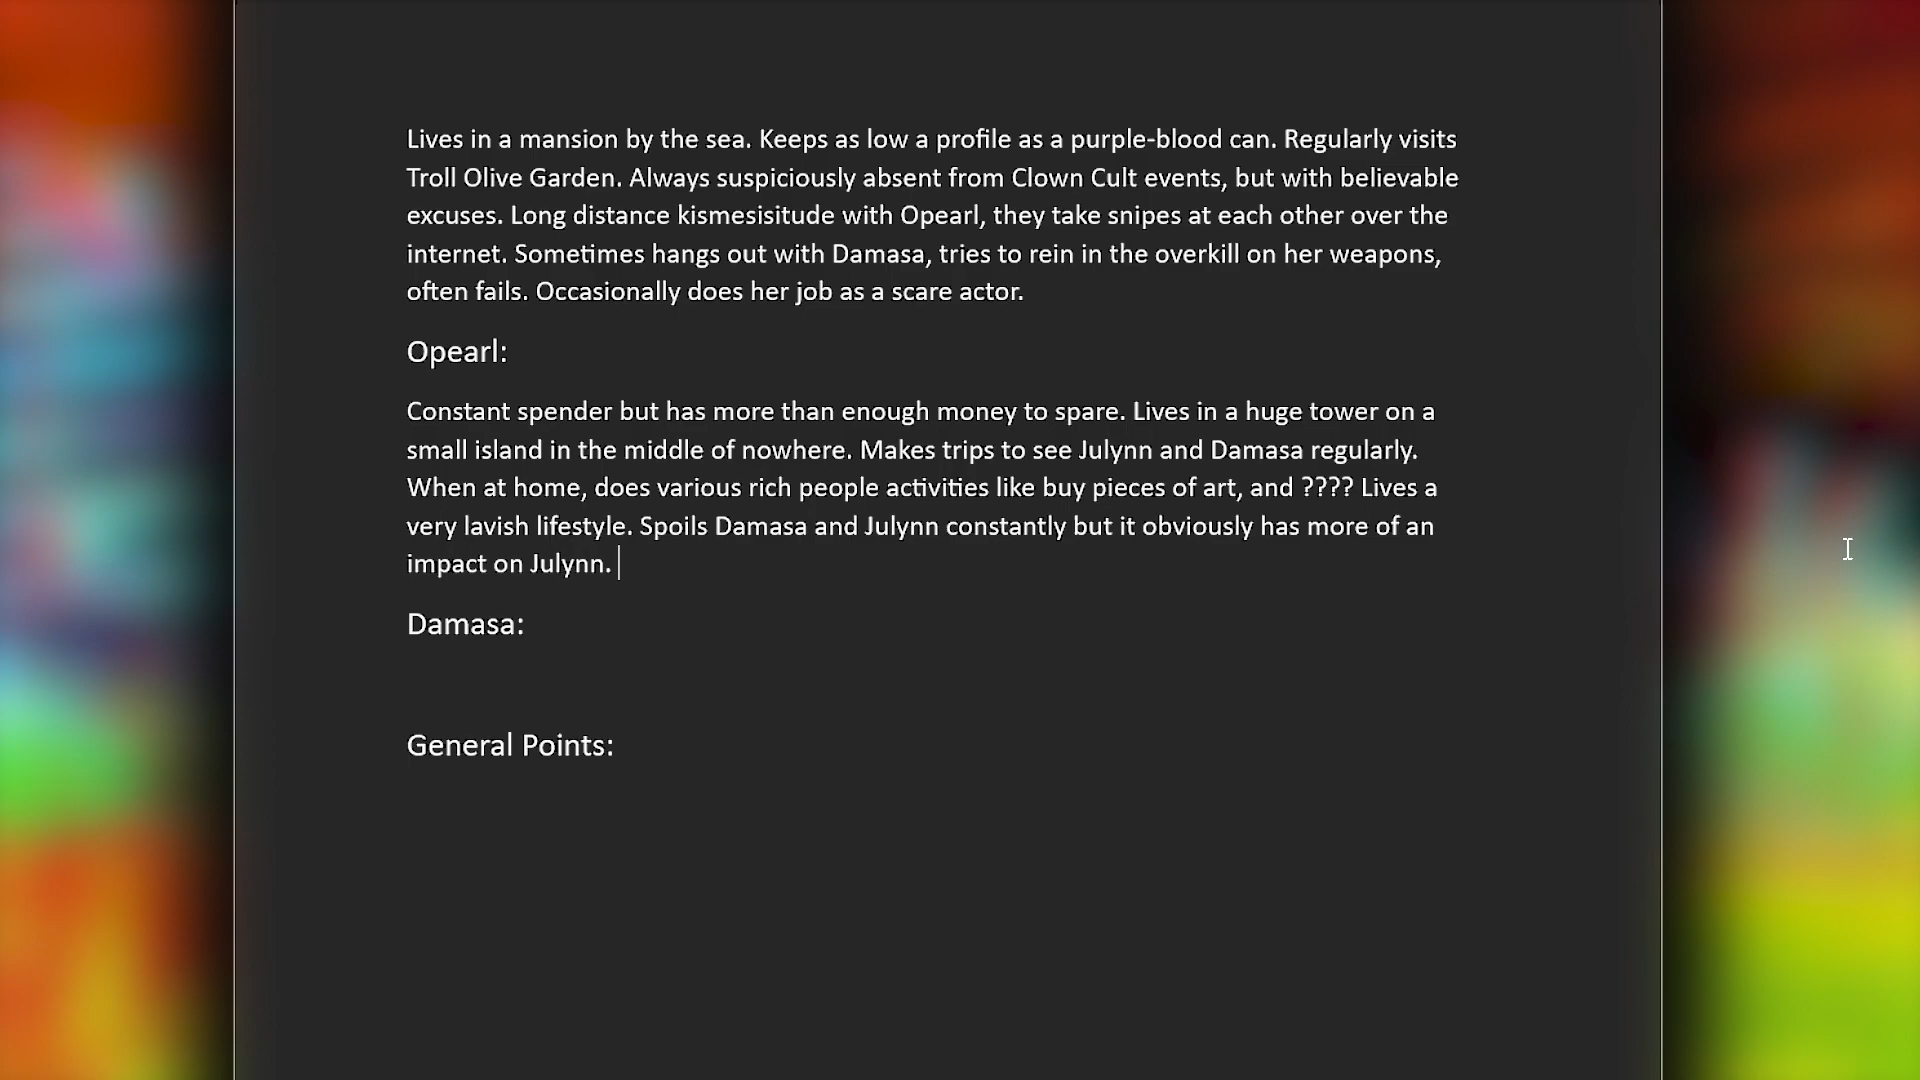 Lives in a mansion by the sea. Keeps as low a profile as a purple-blood can. Regularly visits
Troll Olive Garden. Always suspiciously absent from Clown Cult events, but with believable
excuses. Long distance kismesisitude with Opearl, they take snipes at each other over the
internet. Sometimes hangs out with Damasa, tries to rein in the overkill on her weapons,
often fails. Occasionally does her job as a scare actor.
Opearl:
Constant spender but has more than enough money to spare. Lives in a huge tower on a
small island in the middle of nowhere. Makes trips to see Julynn and Damasa regularly.
When at home, does various rich people activities like buy pieces of art, and ???? Lives a
very lavish lifestyle. Spoils Damasa and Julynn constantly but it obviously has more of an
impact on Julynn.
Damasa:
General Points: